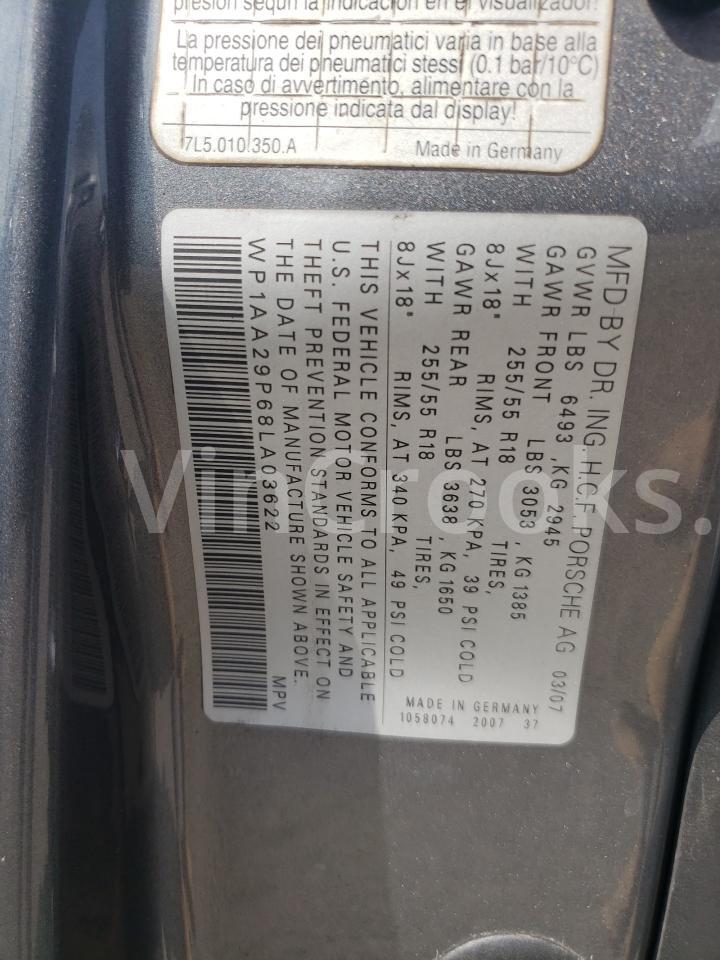 presión según la indicación en el visualizador!
La pressione dei pneumatici varia in base alla
temperatura dei pneumatici stessi (0.1 bar/10°C)
In caso di avvertimento, alimentare con la
pressione indicata dal display!
7L5.010.350.A Made in Germany
MFD BY DR. ING. H.C.F. PORSCHE AG 03/07
GVWR LBS 6493 ,KG 2945
GAWR FRONT LBS 3053 KG 1385
WITH 255/55 R18 TIRES,
8Jx18" RIMS, AT 270 KPA, 39 PSI COLD
GAWR REAR LBS 3638 , KG 1650
WITH 255/55 R18 TIRES,
8Jx18" RIMS, AT 340 KPA, 49 PSI COLD
THIS VEHICLE CONFORMS TO ALL APPLICABLE
U.S. FEDERAL MOTOR VEHICLE SAFETY AND
THEFT PREVENTION STANDARDS IN EFFECT ON
THE DATE OF MANUFACTURE SHOWN ABOVE.
WP1AA29P68LA03622 MPV
MADE IN GERMANY
1058074 2007 37
VinCrooks.